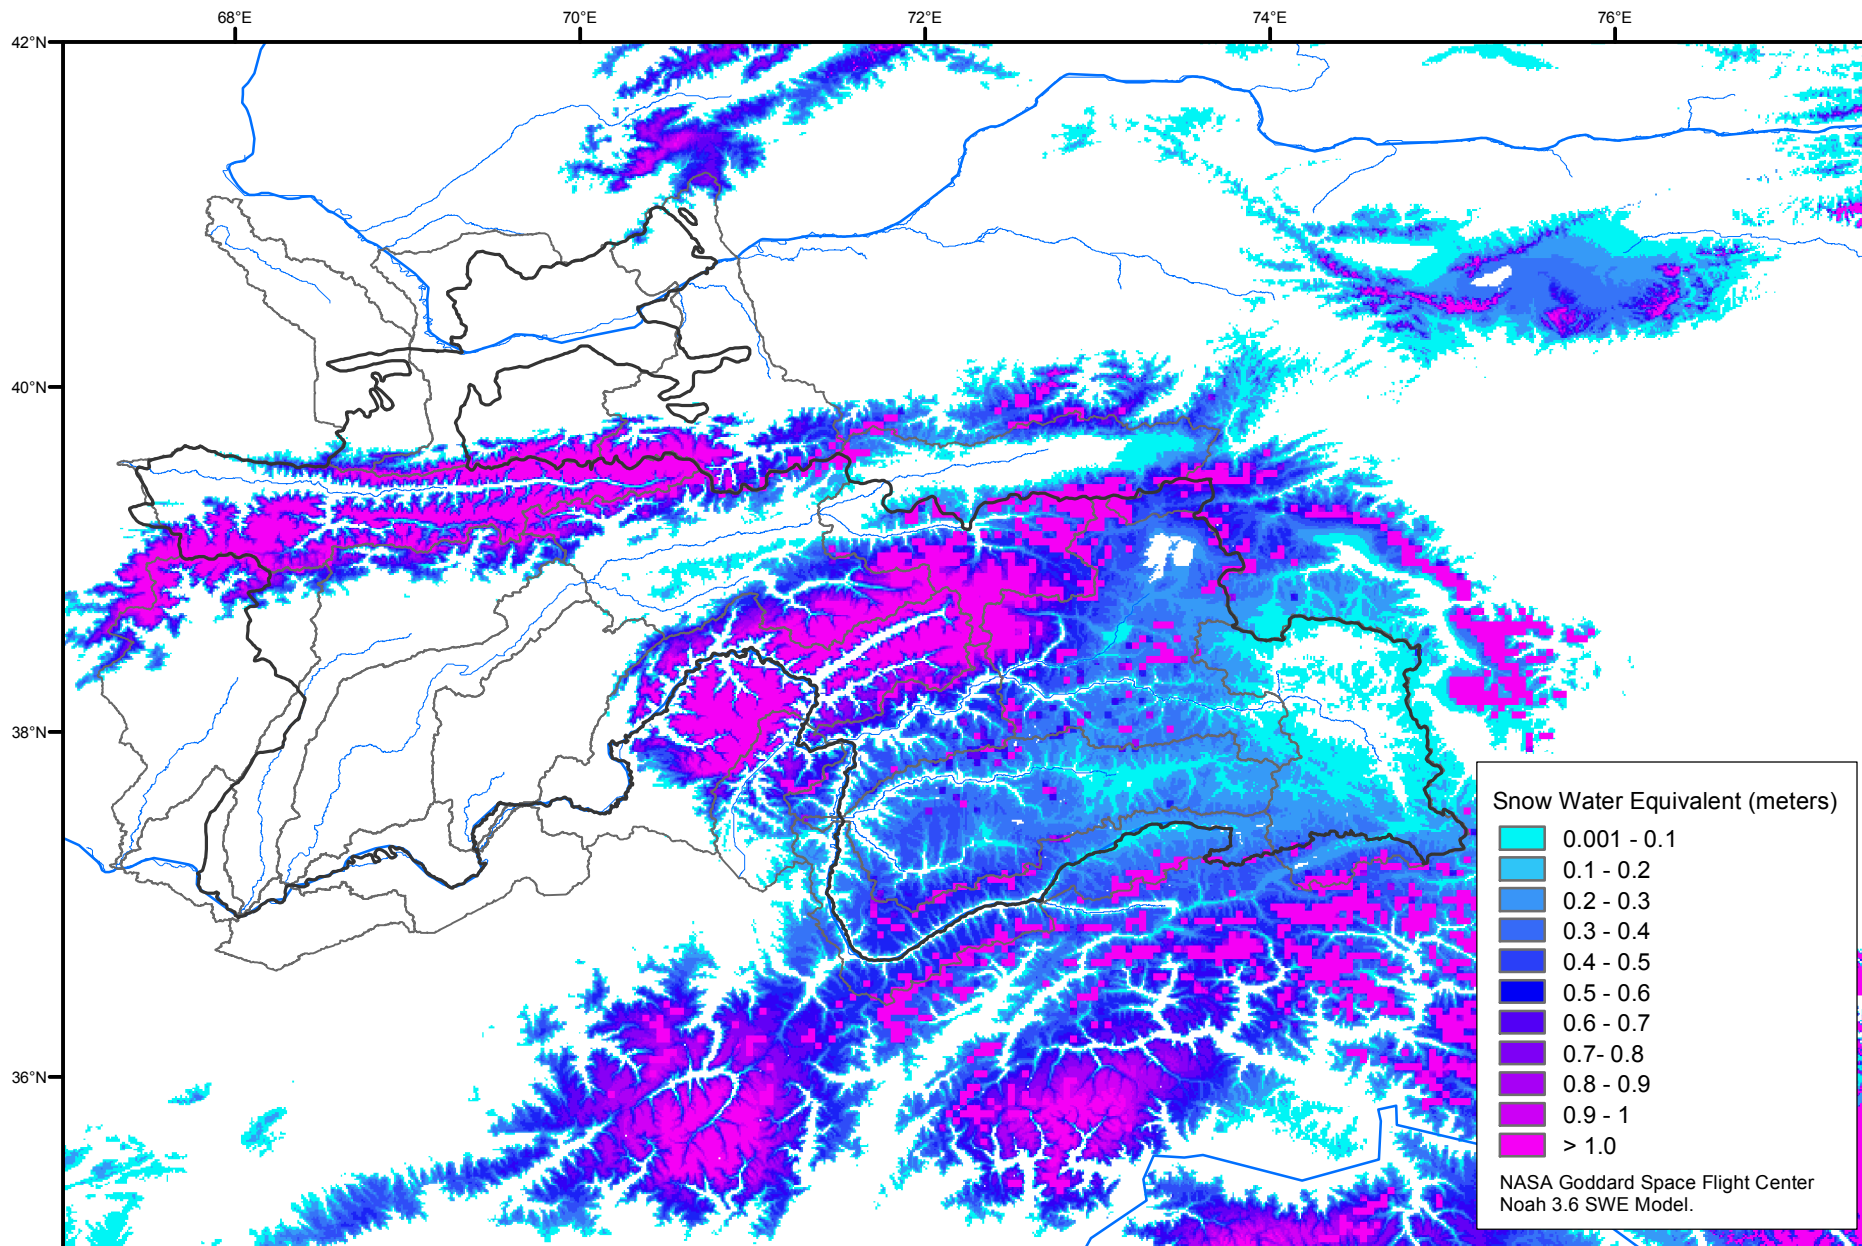 68°E 70°E 72°E 74°E 76°E
42°N
40°N
38°N
36°N
Snow Water Equivalent (meters)
0.001 - 0.1
0.1 - 0.2
0.2 - 0.3
0.3 - 0.4
0.4 - 0.5
0.5 - 0.6
0.6 - 0.7
0.7- 0.8
0.8 - 0.9
0.9 - 1
> 1.0
NASA Goddard Space Flight Center
Noah 3.6 SWE Model.